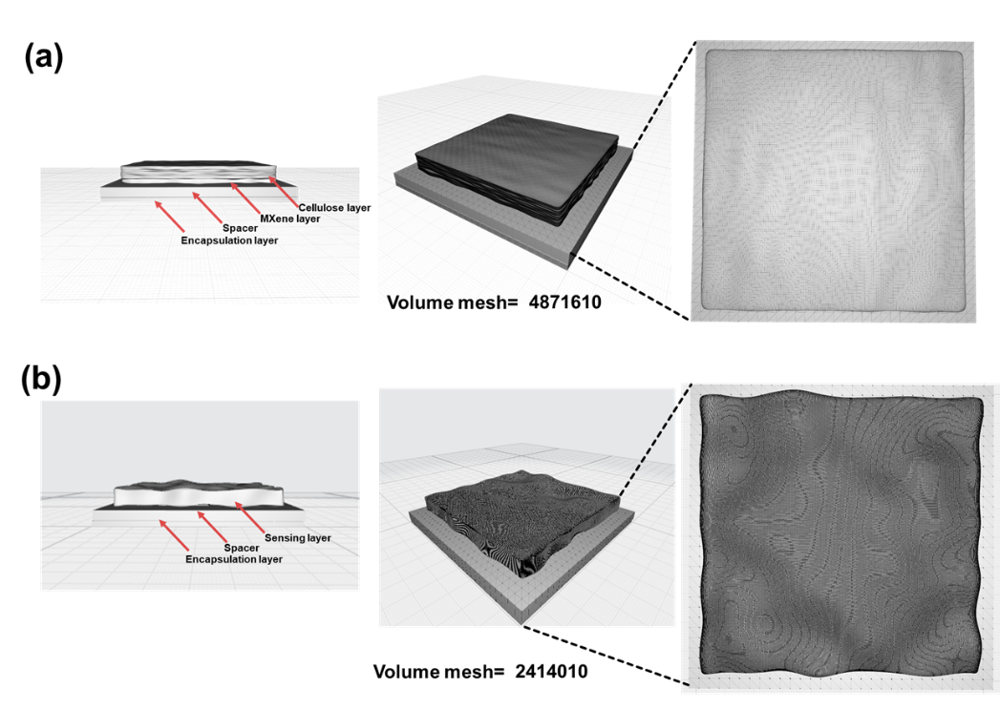 (a)
Cellulose layer
MXene layer
Spacer
Encapsulation layer
Volume mesh= 4871610
(b)
Sensing layer
Spacer
Encapsulation layer
Volume mesh= 2414010